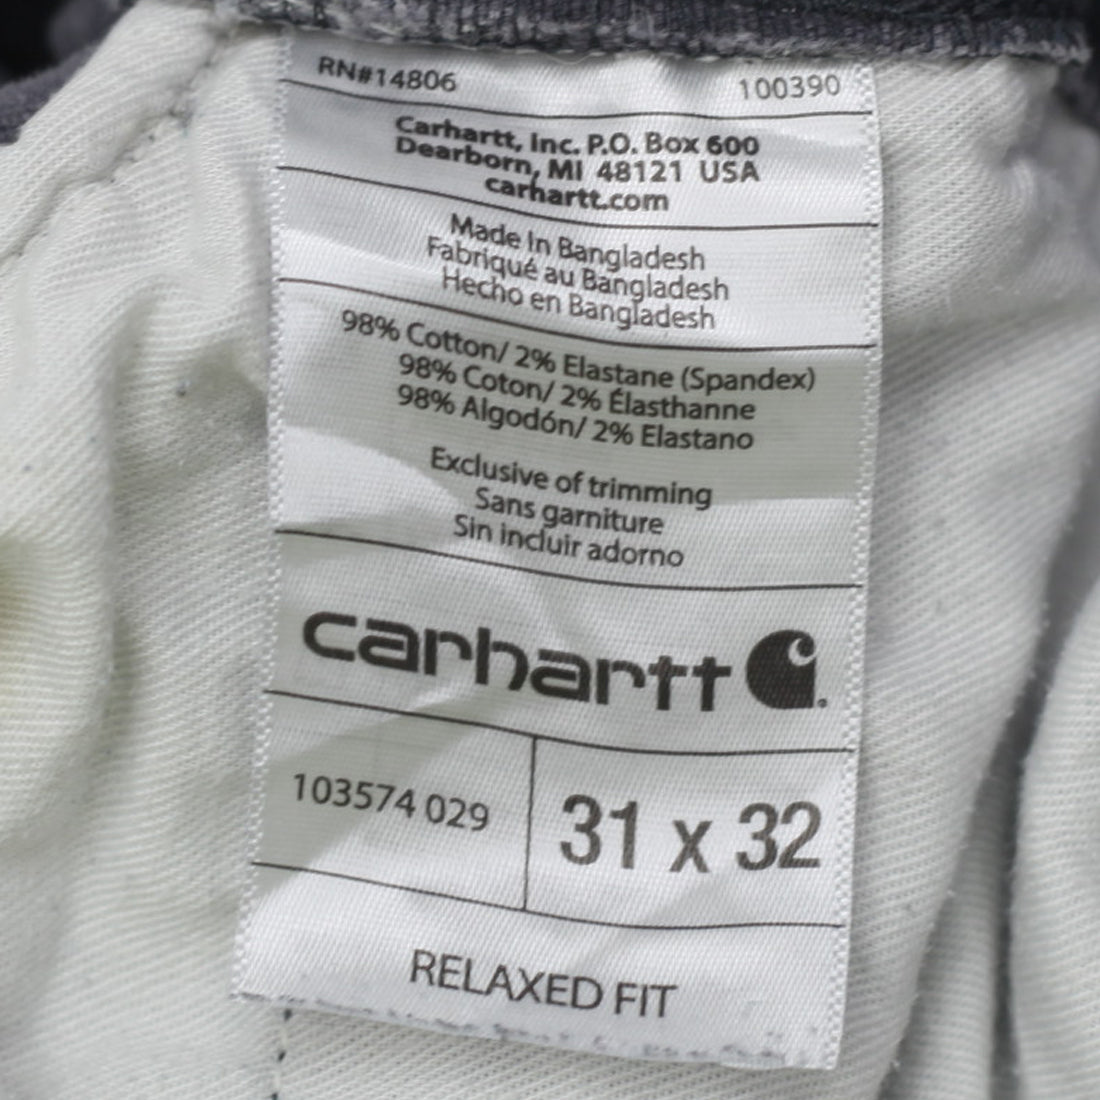 RN#14806 100390
Carhartt, Inc. P.O. Box 600
Dearborn, MI 48121 USA
carhartt.com
Made In Bangladesh
Fabriqué au Bangladesh
Hecho en Bangladesh
98% Cotton/ 2% Elastane (Spandex)
98% Coton/ 2% Élasthanne
98% Algodón/ 2% Elastano
Exclusive of trimming
Sans garniture
Sin incluir adorno
carhartt
103574 029 31 x 32
RELAXED FIT